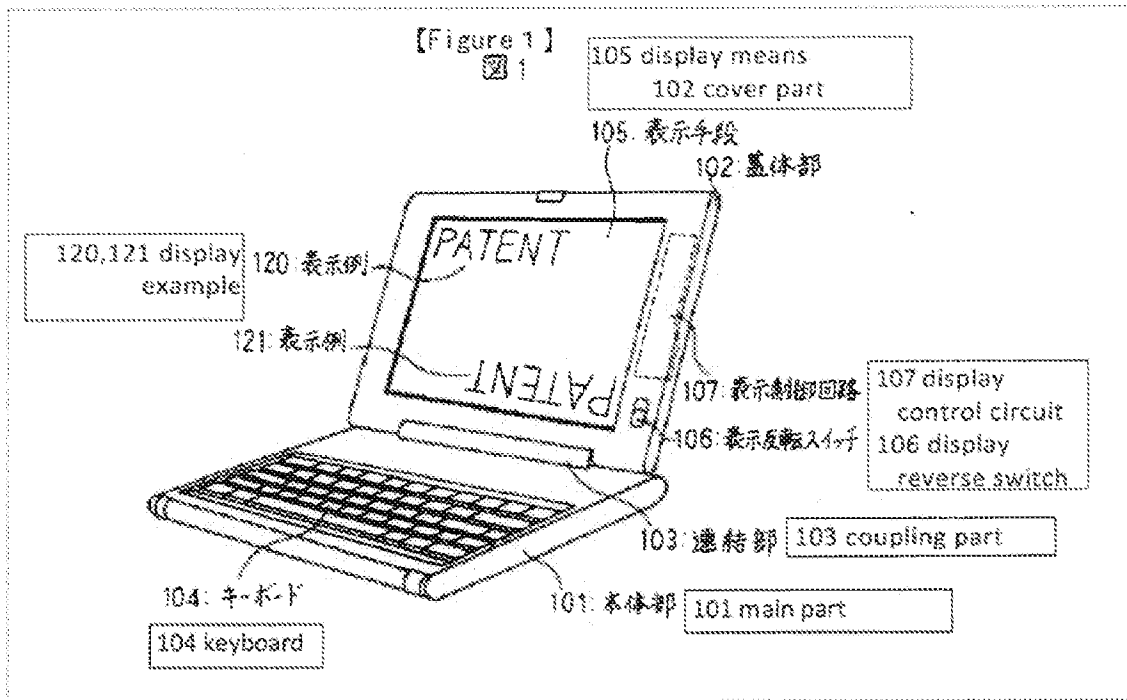 【Figure 1】
図1
105 display means
102 cover part
105: 表示手段
102: 蓋体部
PATENT
120,121 display
example
120: 表示例
121: 表示例
PATENT
107: 表示制御回路
107 display
control circuit
106: 表示反転スイッチ
106 display
reverse switch
103: 連結部
103 coupling part
104: キーボード
104 keyboard
101: 本体部
101 main part